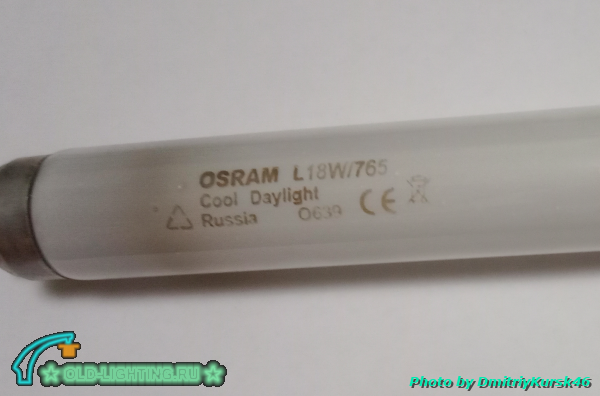 OSRAM L18W/765
Cool Daylight
Russia O639 CE
☆ OLD-LIGHTING.RU ☆
Photo by DmitriyKursk46